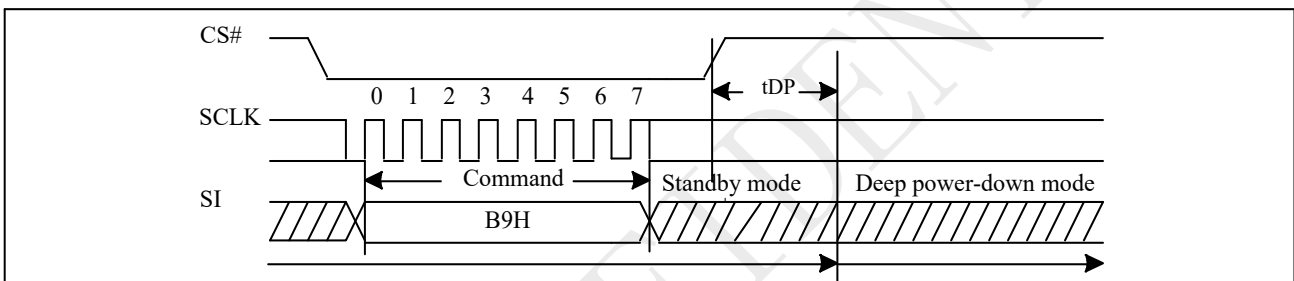 CS#
tDP
0 1 2 3 4 5 6 7
SCLK
Command
Standby mode
Deep power-down mode
SI
B9H